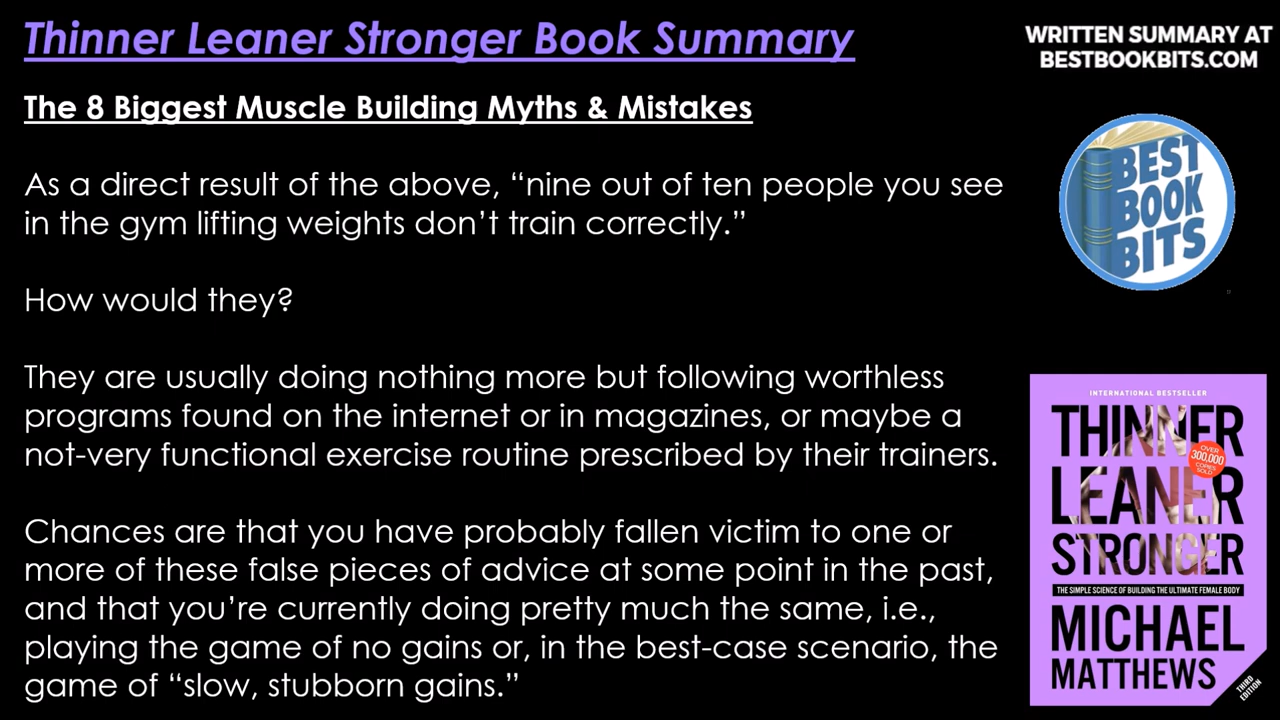 Thinner Leaner Stronger Book Summary
WRITTEN SUMMARY AT
BESTBOOKBITS.COM
The 8 Biggest Muscle Building Myths & Mistakes
As a direct result of the above, “nine out of ten people you see
in the gym lifting weights don’t train correctly.”
How would they?
They are usually doing nothing more but following worthless
programs found on the internet or in magazines, or maybe a
not-very functional exercise routine prescribed by their trainers.
Chances are that you have probably fallen victim to one or
more of these false pieces of advice at some point in the past,
and that you’re currently doing pretty much the same, i.e.,
playing the game of no gains or, in the best-case scenario, the
game of “slow, stubborn gains.”
BEST
BOOK
BITS
INTERNATIONAL BESTSELLER
THINNER
OVER
300,000
COPIES
SOLD
LEANER
STRONGER
THE SIMPLE SCIENCE OF BUILDING THE ULTIMATE FEMALE BODY
MICHAEL
MATTHEWS
THIRD
EDITION